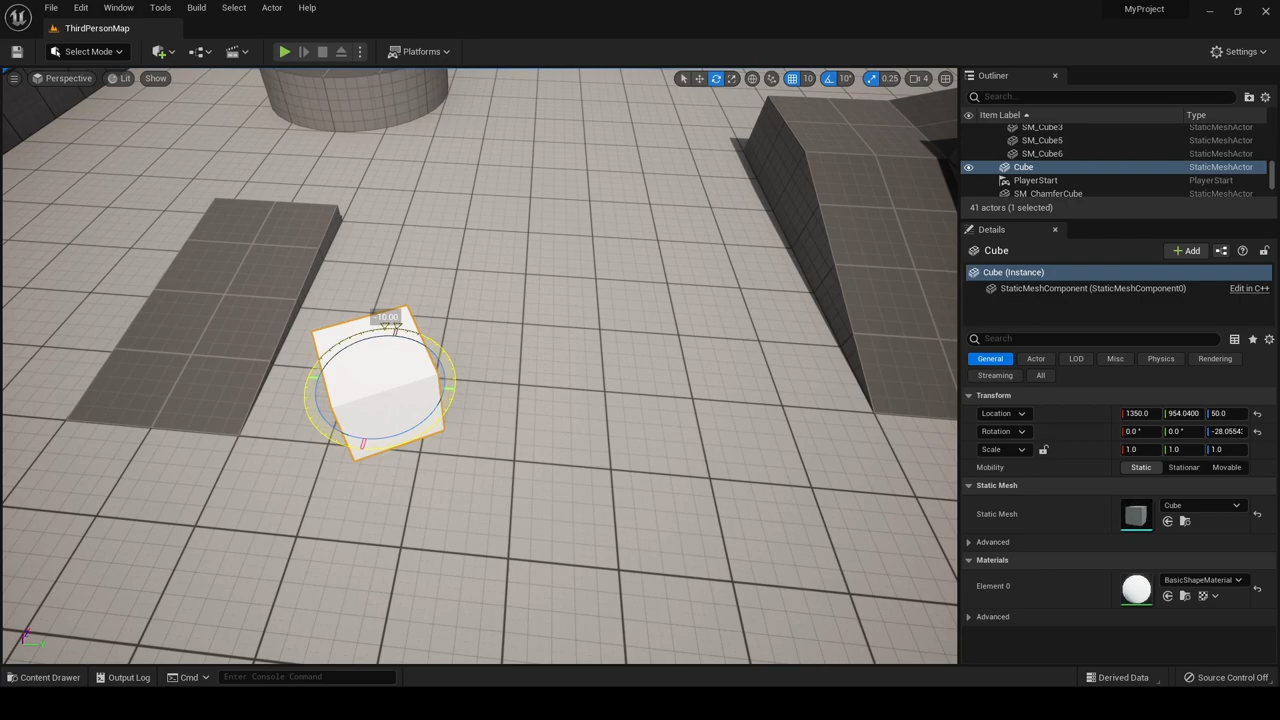 File Edit Window Tools Build Select Actor Help
MyProject
ThirdPersonMap
Select Mode
Platforms
Settings
Perspective Lit Show
10 10° 0.25 4
Outliner
Search...
Item Label Type
SM_Cube3 StaticMeshActor
SM_Cube5 StaticMeshActor
SM_Cube6 StaticMeshActor
Cube StaticMeshActor
PlayerStart PlayerStart
SM_ChamferCube StaticMeshActor
41 actors (1 selected)
Details
Cube
Add
Cube (Instance)
StaticMeshComponent (StaticMeshComponent0) Edit in C++
Search
General Actor LOD Misc Physics Rendering
Streaming All
Transform
Location 1350.0 954.0400 50.0
Rotation 0.0 ° 0.0 ° -28.0554
Scale 1.0 1.0 1.0
Mobility Static Stationar Movable
Static Mesh
Static Mesh Cube
Advanced
Materials
Element 0 BasicShapeMaterial
Advanced
-10.00
Content Drawer Output Log Cmd Enter Console Command
Derived Data Source Control Off